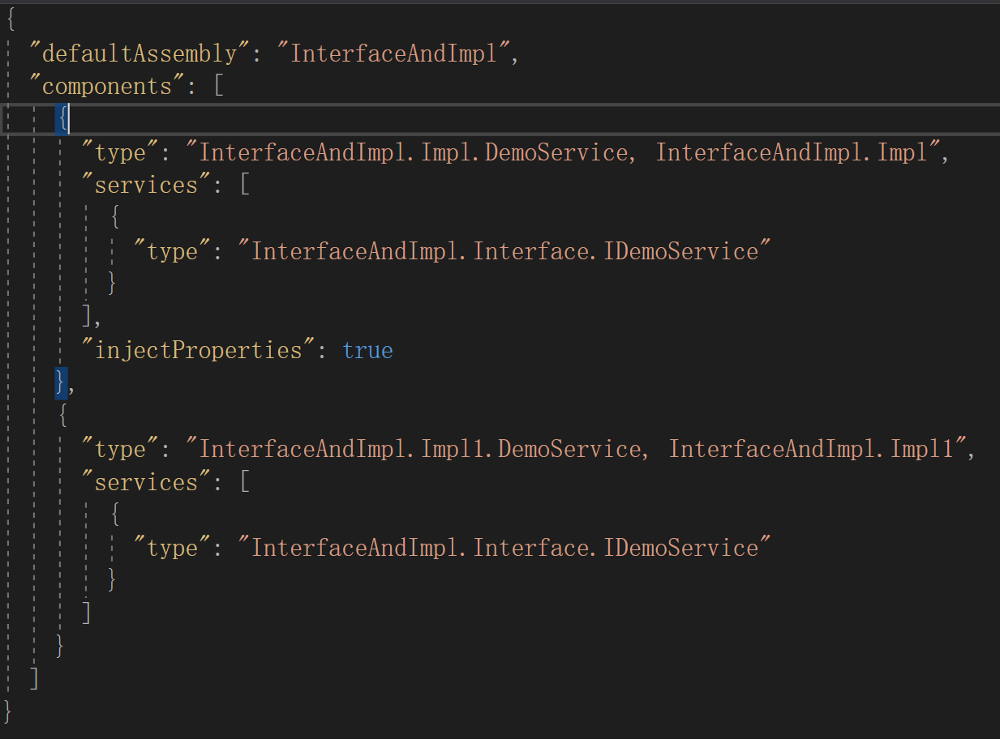 {
"defaultAssembly": "InterfaceAndImpl",
"components": [
{
"type": "InterfaceAndImpl.Impl.DemoService, InterfaceAndImpl.Impl",
"services": [
{
"type": "InterfaceAndImpl.Interface.IDemoService"
}
],
"injectProperties": true
},
{
"type": "InterfaceAndImpl.Impl1.DemoService, InterfaceAndImpl.Impl1",
"services": [
{
"type": "InterfaceAndImpl.Interface.IDemoService"
}
]
}
]
}